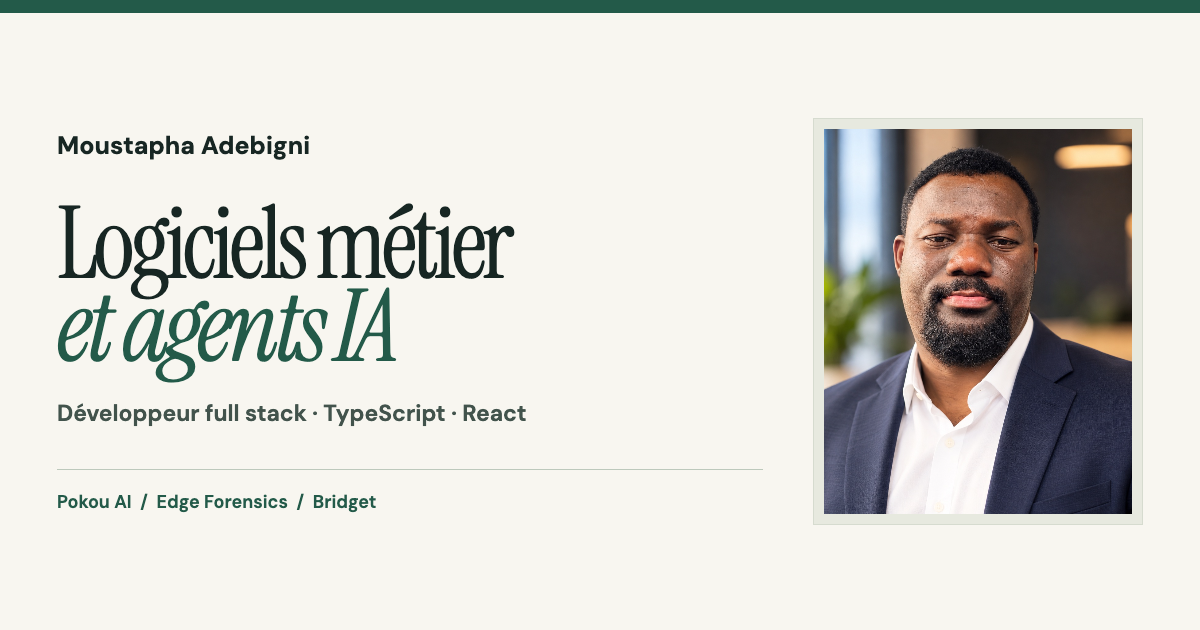 Moustapha Adebigni
Logiciels métier
et agents IA
Développeur full stack · TypeScript · React
Pokou AI / Edge Forensics / Bridget